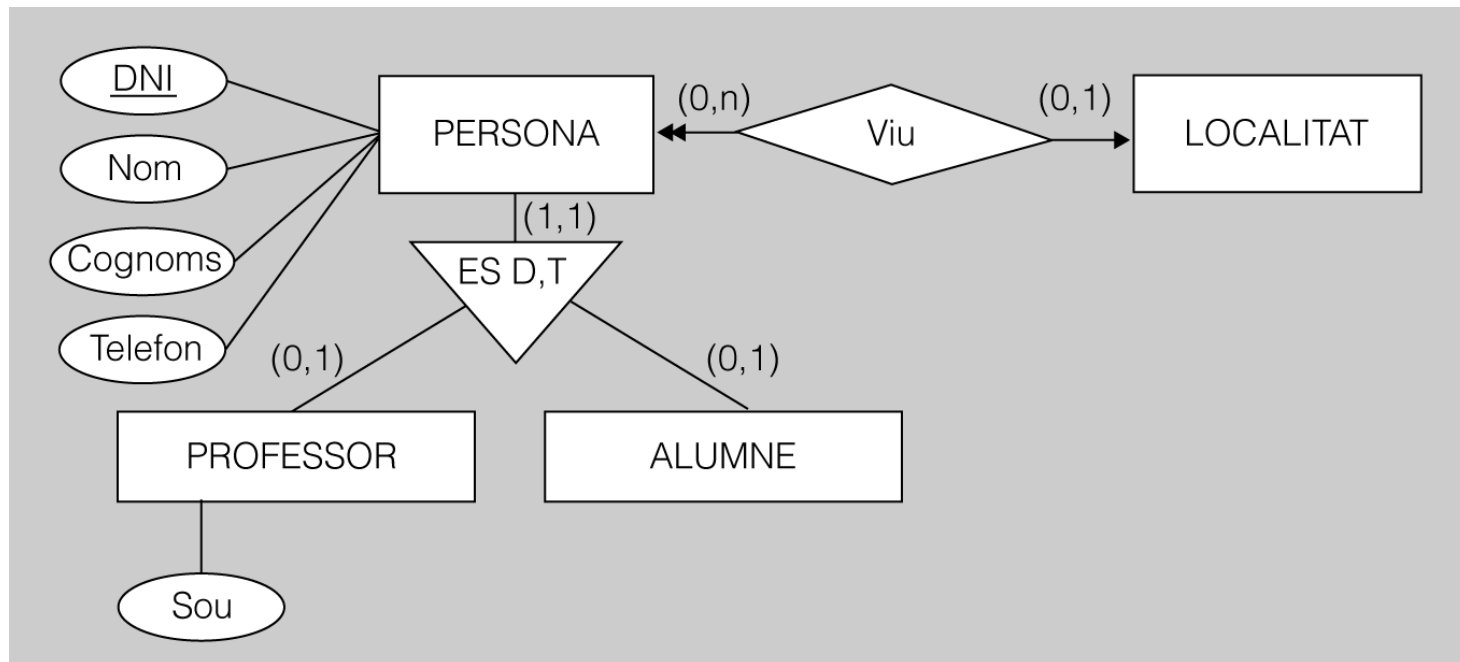 DNI
Nom
Cognoms
Telefon
PERSONA
(0,n)
Viu
(0,1)
LOCALITAT
(1,1)
ES D,T
(0,1)
(0,1)
PROFESSOR
ALUMNE
Sou